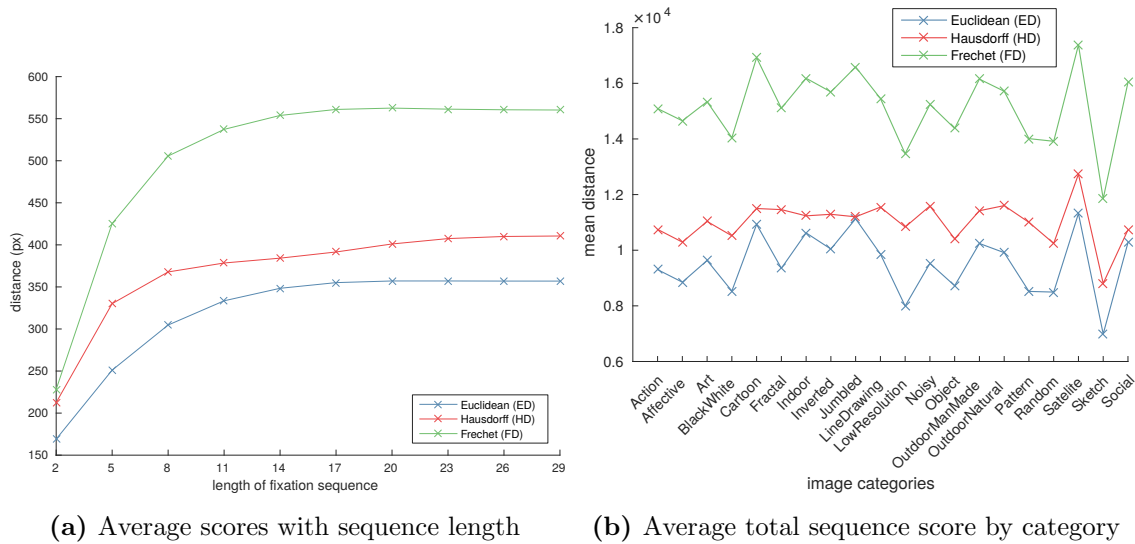 600
550
500
450
400
350
300
250
200
150
distance (px)
2 5 8 11 14 17 20 23 26 29
length of fixation sequence
Euclidean (ED)
Hausdorff (HD)
Frechet (FD)
(a) Average scores with sequence length
×10⁴
1.8
1.6
1.4
1.2
1
0.8
0.6
mean distance
Euclidean (ED)
Hausdorff (HD)
Frechet (FD)
Action
Affective
Art
BlackWhite
Cartoon
Fractal
Indoor
Inverted
Jumbled
LineDrawing
LowResolution
Noisy
Object
OutdoorManMade
OutdoorNatural
Pattern
Random
Satelite
Sketch
Social
image categories
(b) Average total sequence score by category